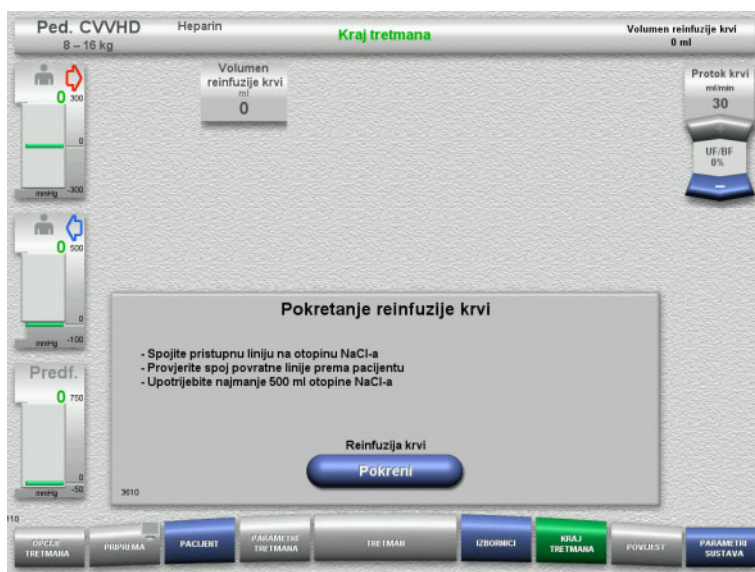 Ped. CVVHD
8 – 16 kg
Heparin
Kraj tretmana
Volumen reinfuzije krvi
0 ml
0
300
0
-300
mmHg
Volumen
reinfuzije krvi
ml
0
Protok krvi
ml/min
30
+
UF/BF
0%
–
0
500
0
-100
mmHg
Predf.
0
750
0
-50
mmHg
Pokretanje reinfuzije krvi
- Spojite pristupnu liniju na otopinu NaCl-a
- Provjerite spoj povratne linije prema pacijentu
- Upotrijebite najmanje 500 ml otopine NaCl-a
Reinfuzija krvi
Pokreni
3610
OPCIJE
TRETMANA
PRIPREMA
PACIJENT
PARAMETRI
TRETMANA
TRETMAN
IZBORNICI
KRAJ
TRETMANA
POVIJEST
PARAMETRI
SUSTAVA